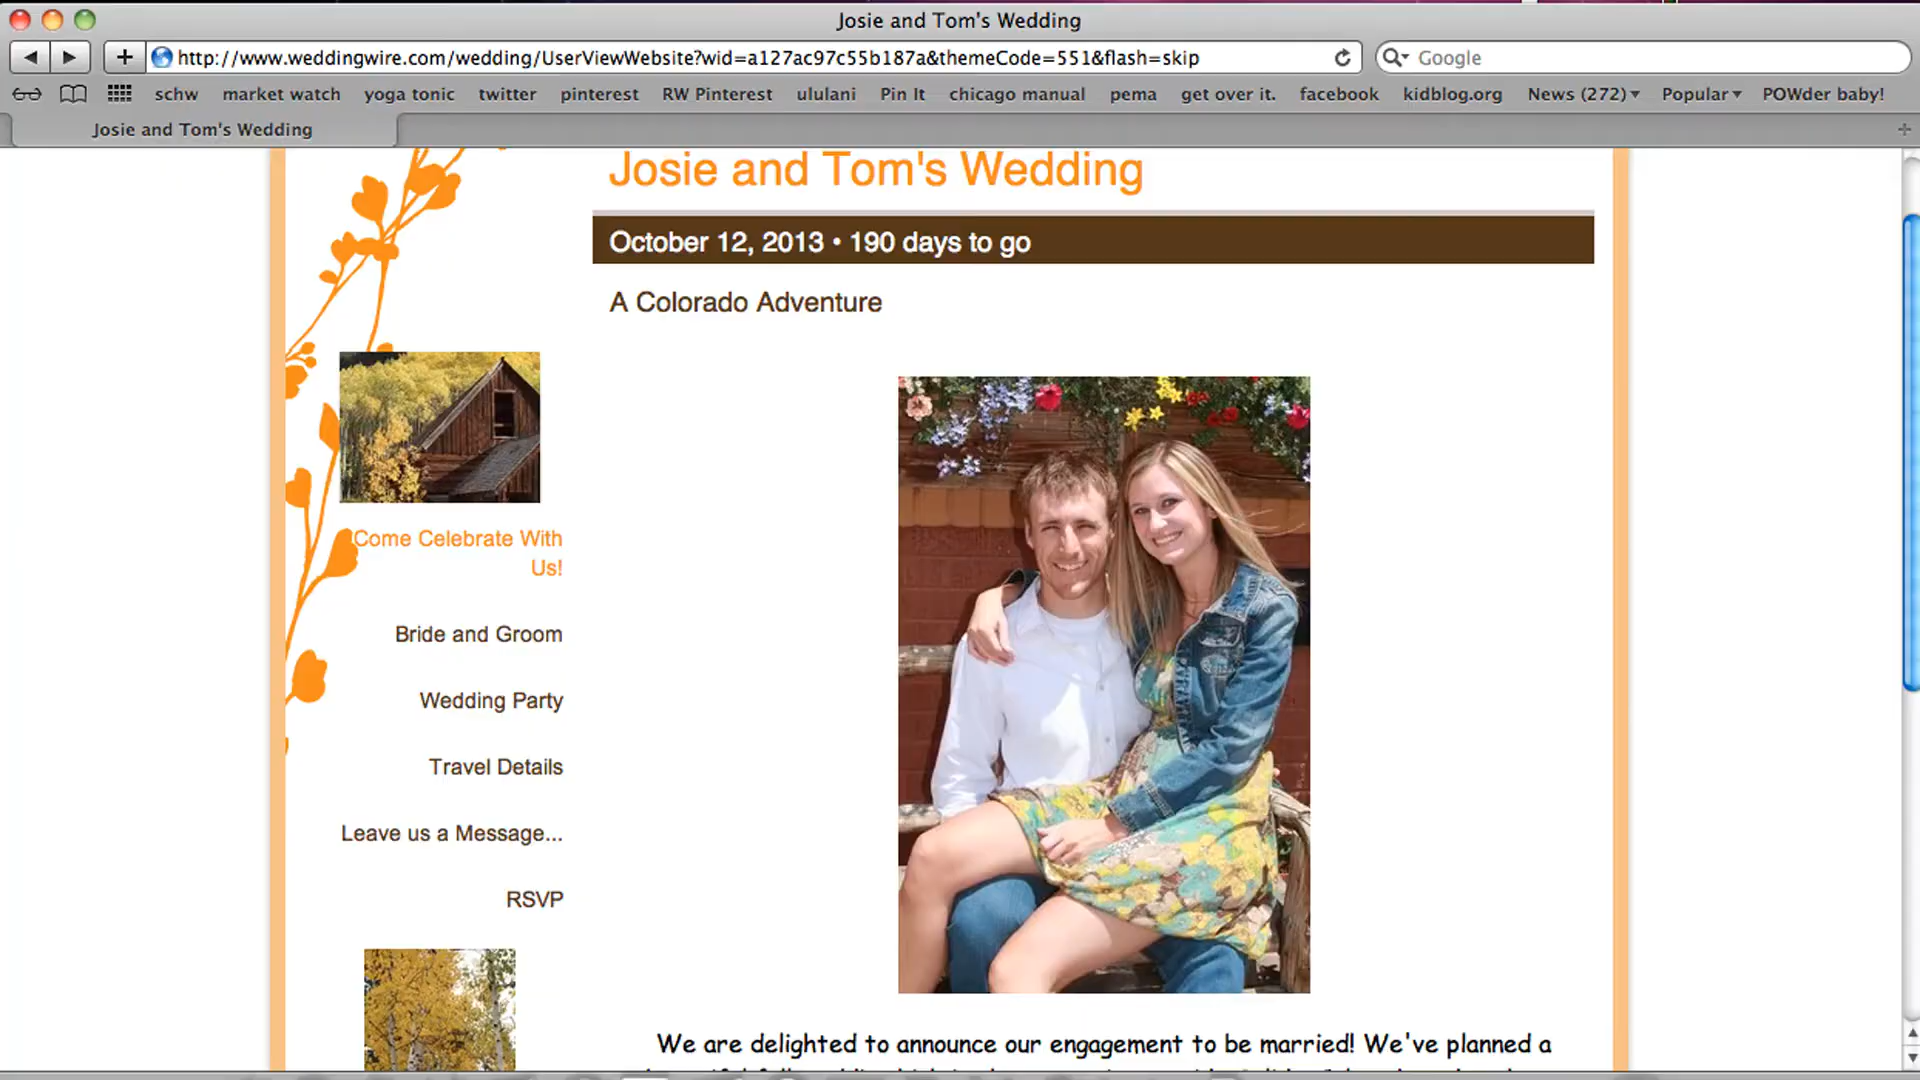 Josie and Tom's Wedding
http://www.weddingwire.com/wedding/UserViewWebsite?wid=a127ac97c55b187a&themeCode=551&flash=skip
Google
schw market watch yoga tonic twitter pinterest RW Pinterest ululani Pin It chicago manual pema get over it. facebook kidblog.org News (272) Popular POWder baby!
Josie and Tom's Wedding
Josie and Tom's Wedding
October 12, 2013 • 190 days to go
A Colorado Adventure
Come Celebrate With
Us!
Bride and Groom
Wedding Party
Travel Details
Leave us a Message...
RSVP
We are delighted to announce our engagement to be married! We've planned a